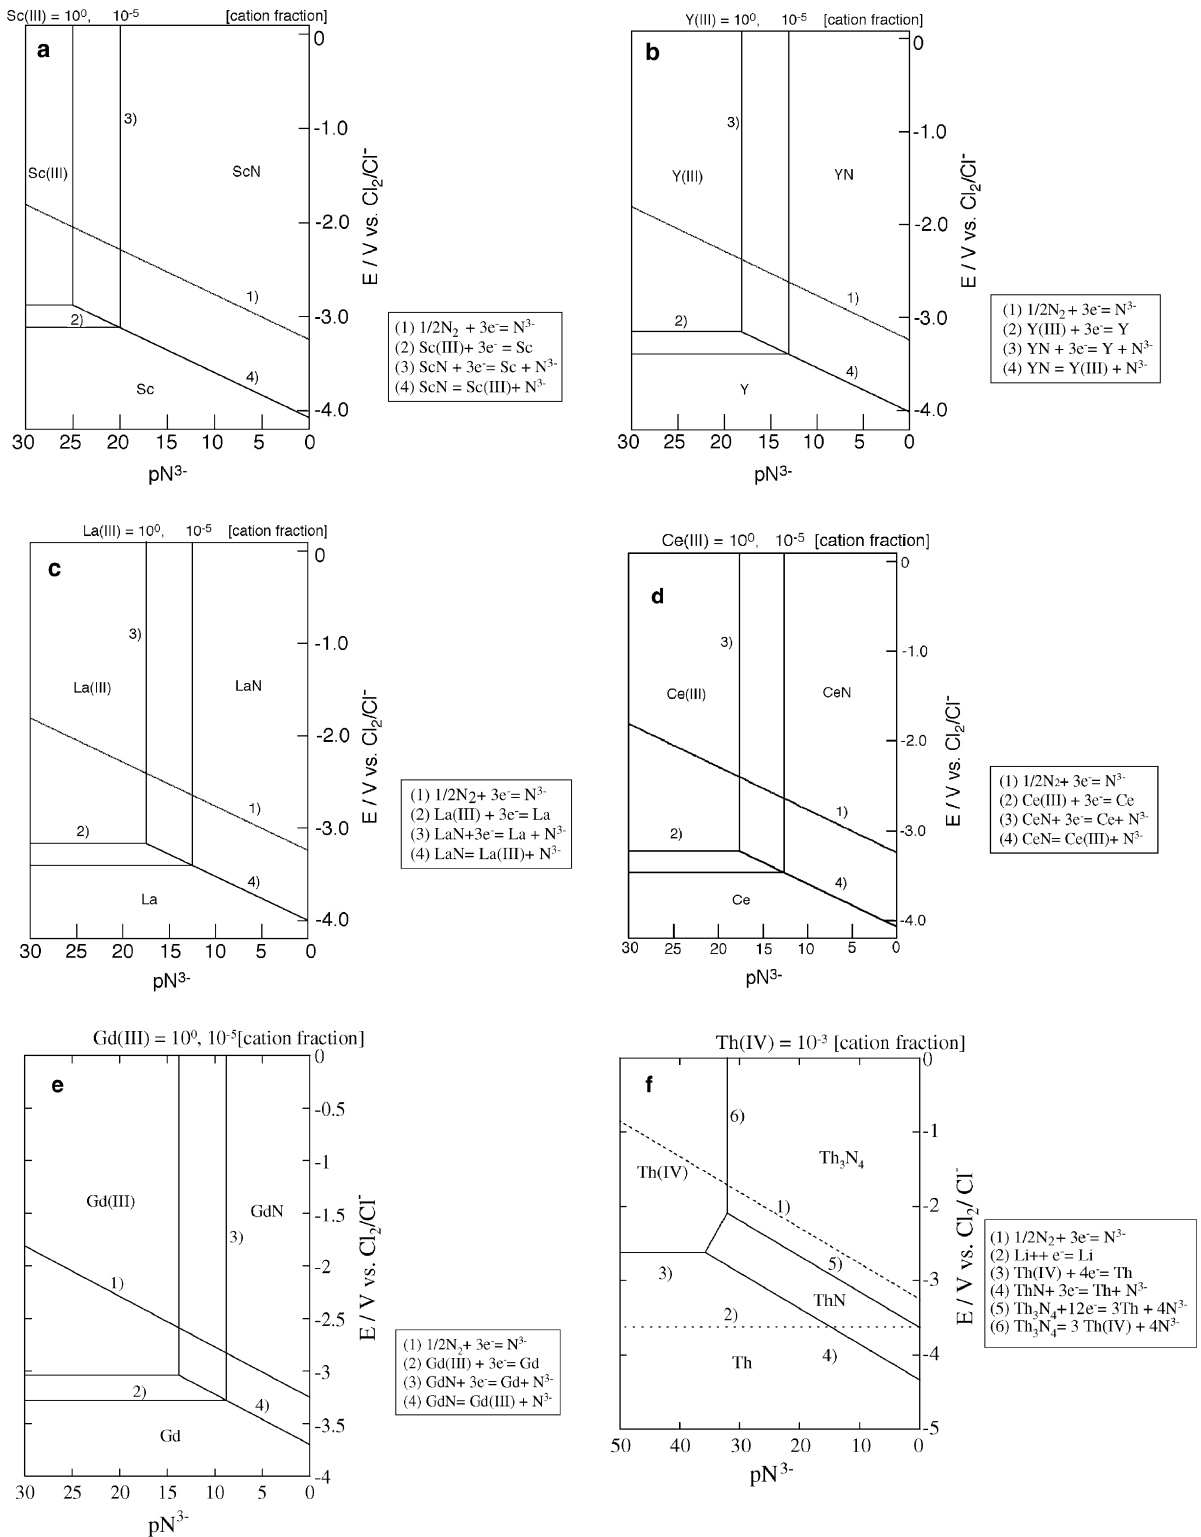 Sc(III) = 10⁰, 10⁻⁵ [cation fraction]
a
0
-1.0
-2.0
-3.0
-4.0
3)
Sc(III)
ScN
1)
2)
4)
Sc
E / V vs. Cl₂/Cl⁻
30 25 20 15 10 5 0
pN³⁻
(1) 1/2N₂ + 3e⁻= N³⁻
(2) Sc(III)+ 3e⁻ = Sc
(3) ScN + 3e⁻= Sc + N³⁻
(4) ScN = Sc(III)+ N³⁻
Y(III) = 10⁰, 10⁻⁵ [cation fraction]
b
0
-1.0
-2.0
-3.0
-4.0
3)
Y(III)
YN
1)
2)
4)
Y
E / V vs. Cl₂/Cl⁻
30 25 20 15 10 5 0
pN³⁻
(1) 1/2N₂ + 3e⁻= N³⁻
(2) Y(III) + 3e⁻= Y
(3) YN + 3e⁻= Y + N³⁻
(4) YN = Y(III) + N³⁻
La(III) = 10⁰, 10⁻⁵ [cation fraction]
c
0
-1.0
-2.0
-3.0
-4.0
3)
La(III)
LaN
1)
2)
4)
La
E / V vs. Cl₂/Cl⁻
30 25 20 15 10 5 0
pN³⁻
(1) 1/2N₂+ 3e⁻= N³⁻
(2) La(III) + 3e⁻= La
(3) LaN+3e⁻= La + N³⁻
(4) LaN= La(III)+ N³⁻
Ce(III) = 10⁰, 10⁻⁵ [cation fraction]
d
0
-1.0
-2.0
-3.0
-4.0
3)
Ce(III)
CeN
1)
2)
4)
Ce
E / V vs. Cl₂/Cl⁻
30 25 20 15 10 5 0
pN³⁻
(1) 1/2N₂+ 3e⁻= N³⁻
(2) Ce(III) + 3e⁻= Ce
(3) CeN+ 3e⁻= Ce+ N³⁻
(4) CeN= Ce(III)+ N³⁻
Gd(III) = 10⁰, 10⁻⁵[cation fraction]
e
0
-0.5
-1
-1.5
-2
-2.5
-3
-3.5
-4
Gd(III)
GdN
3)
1)
2)
4)
Gd
E / V vs. Cl₂/Cl⁻
30 25 20 15 10 5 0
pN³⁻
(1) 1/2N₂+ 3e⁻= N³⁻
(2) Gd(III) + 3e⁻= Gd
(3) GdN+ 3e⁻= Gd+ N³⁻
(4) GdN= Gd(III) + N³⁻
Th(IV) = 10⁻³ [cation fraction]
f
0
-1
-2
-3
-4
-5
6)
Th(IV)
Th₃N₄
1)
5)
3)
ThN
2)
Th
4)
E / V vs. Cl₂/ Cl⁻
50 40 30 20 10 0
pN³⁻
(1) 1/2N₂+ 3e⁻= N³⁻
(2) Li++ e⁻= Li
(3) Th(IV) + 4e⁻= Th
(4) ThN+ 3e⁻= Th+ N³⁻
(5) Th₃N₄+12e⁻= 3Th + 4N³⁻
(6) Th₃N₄= 3 Th(IV) + 4N³⁻